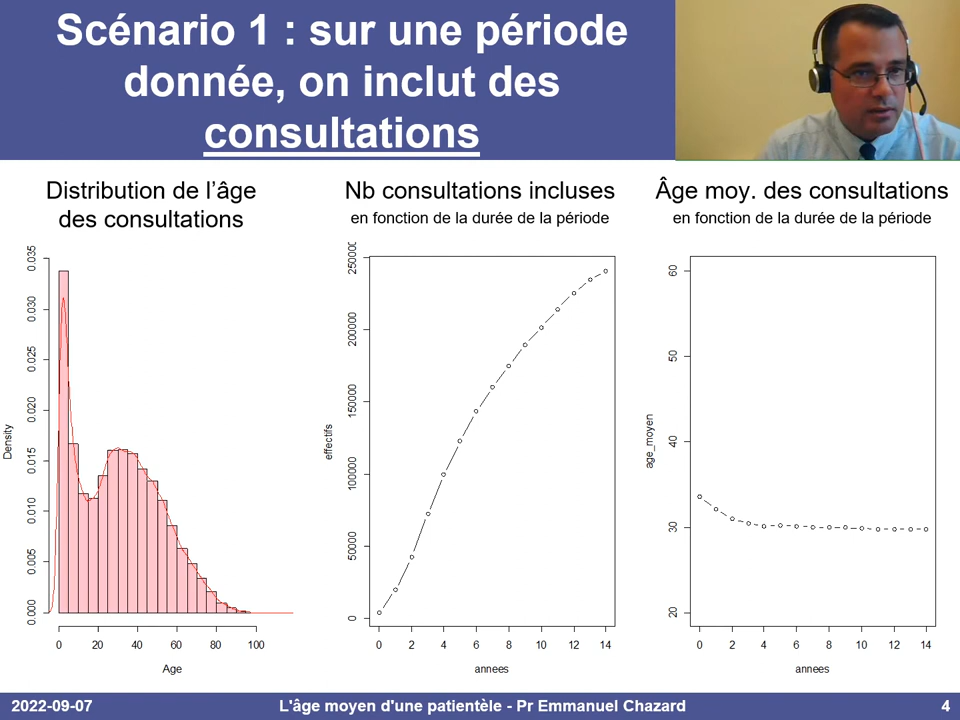 Scénario 1 : sur une période
donnée, on inclut des
consultations
Distribution de l’âge
des consultations
Density
0.000
0.005
0.010
0.015
0.020
0.025
0.030
0.035
0
20
40
60
80
100
Age
Nb consultations incluses
en fonction de la durée de la période
effectifs
0
50000
100000
150000
200000
250000
0
2
4
6
8
10
12
14
annees
Âge moy. des consultations
en fonction de la durée de la période
age_moyen
20
30
40
50
60
0
2
4
6
8
10
12
14
annees
2022-09-07
L'âge moyen d'une patientèle - Pr Emmanuel Chazard
4